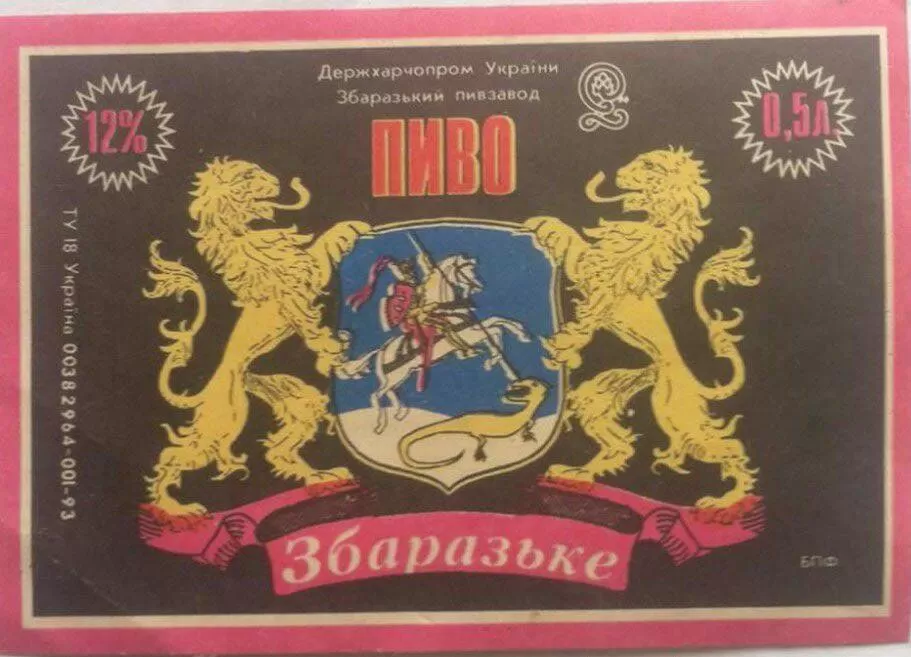 Держхарчопром України
Збаразький пивзавод
12%
0,5л.
ПИВО
ТУ 18 Україна 00382964-001-93
Збаразьке
БПФ